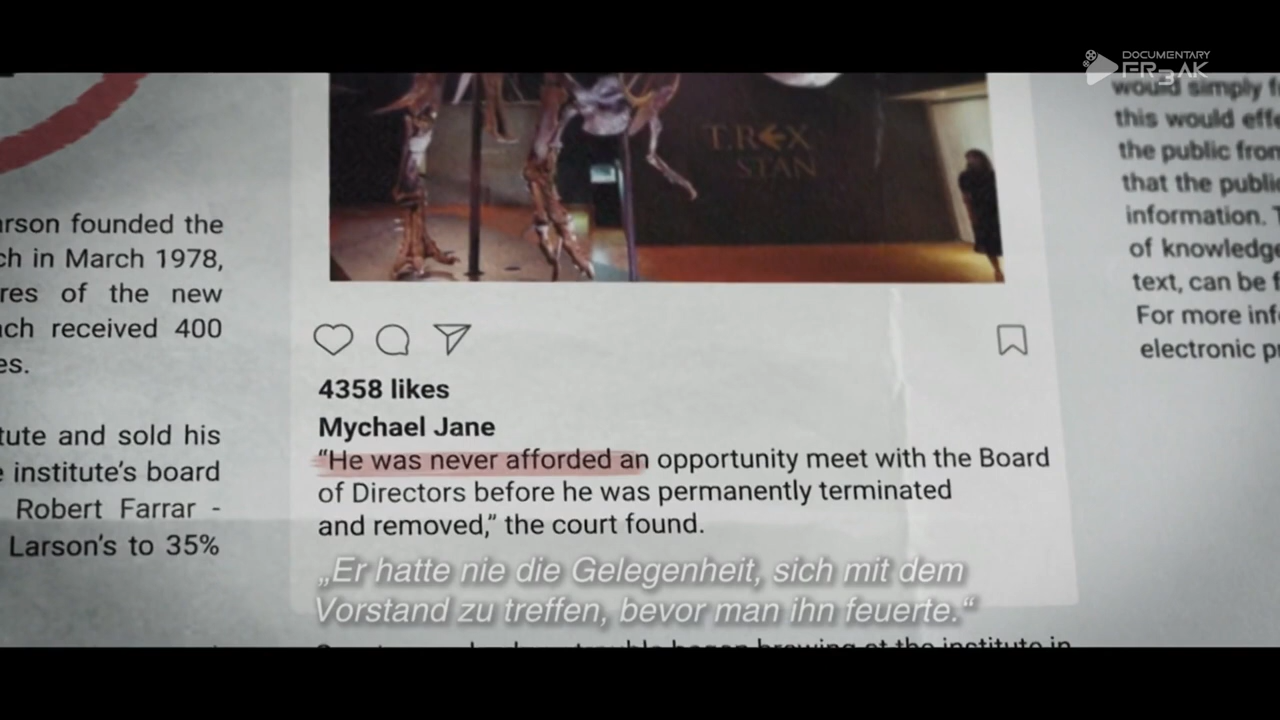 DOCUMENTARY
FR3AK
T.REX
STAN
would simply
this would
the public from
that the public
information.
of knowledge
text, can be
For more
electronic
arson founded the
ch in March 1978,
res of the new
ach received 400
es.
tute and sold his
institute's board
Robert Farrar -
Larson's to 35%
4358 likes
Mychael Jane
“He was never afforded an opportunity meet with the Board
of Directors before he was permanently terminated
and removed,” the court found.
„Er hatte nie die Gelegenheit, sich mit dem
Vorstand zu treffen, bevor man ihn feuerte.“